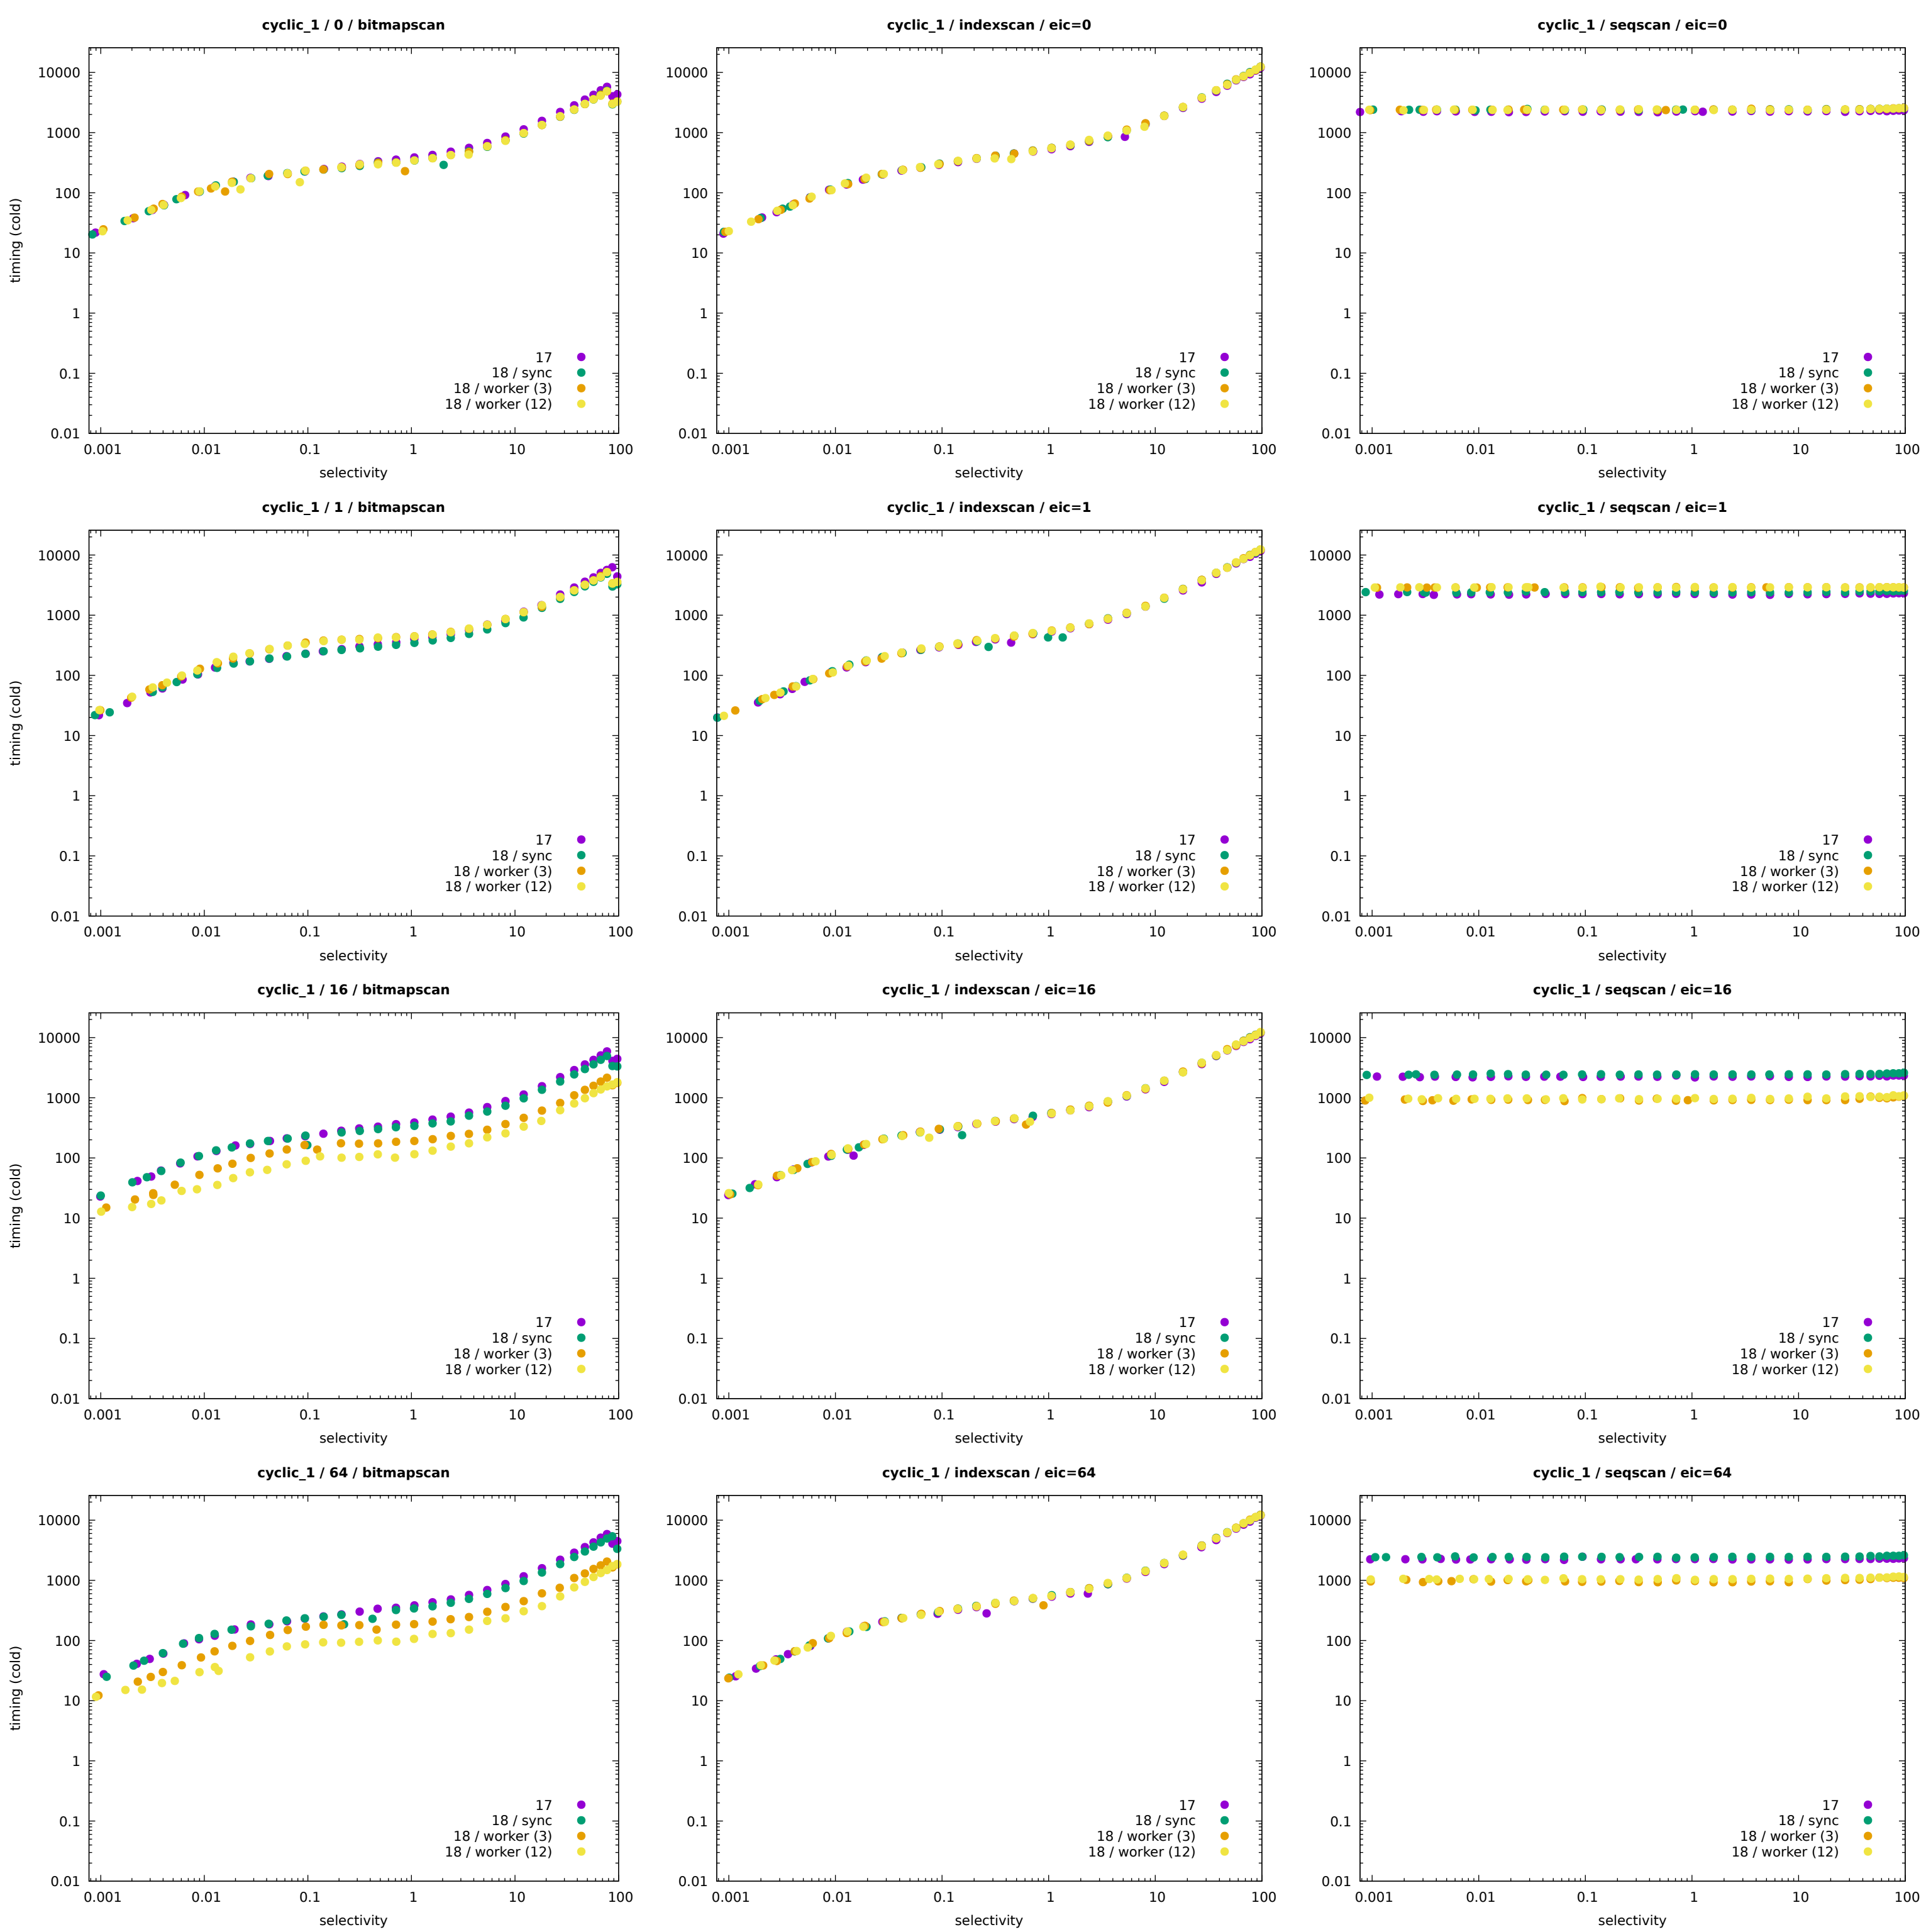 cyclic_1 / 0 / bitmapscan
timing (cold)
10000
1000
100
10
1
0.1
0.01
17
18 / sync
18 / worker (3)
18 / worker (12)
0.001 0.01 0.1 1 10 100
selectivity
cyclic_1 / indexscan / eic=0
10000
1000
100
10
1
0.1
0.01
17
18 / sync
18 / worker (3)
18 / worker (12)
0.001 0.01 0.1 1 10 100
selectivity
cyclic_1 / seqscan / eic=0
10000
1000
100
10
1
0.1
0.01
17
18 / sync
18 / worker (3)
18 / worker (12)
0.001 0.01 0.1 1 10 100
selectivity
cyclic_1 / 1 / bitmapscan
timing (cold)
10000
1000
100
10
1
0.1
0.01
17
18 / sync
18 / worker (3)
18 / worker (12)
0.001 0.01 0.1 1 10 100
selectivity
cyclic_1 / indexscan / eic=1
10000
1000
100
10
1
0.1
0.01
17
18 / sync
18 / worker (3)
18 / worker (12)
0.001 0.01 0.1 1 10 100
selectivity
cyclic_1 / seqscan / eic=1
10000
1000
100
10
1
0.1
0.01
17
18 / sync
18 / worker (3)
18 / worker (12)
0.001 0.01 0.1 1 10 100
selectivity
cyclic_1 / 16 / bitmapscan
timing (cold)
10000
1000
100
10
1
0.1
0.01
17
18 / sync
18 / worker (3)
18 / worker (12)
0.001 0.01 0.1 1 10 100
selectivity
cyclic_1 / indexscan / eic=16
10000
1000
100
10
1
0.1
0.01
17
18 / sync
18 / worker (3)
18 / worker (12)
0.001 0.01 0.1 1 10 100
selectivity
cyclic_1 / seqscan / eic=16
10000
1000
100
10
1
0.1
0.01
17
18 / sync
18 / worker (3)
18 / worker (12)
0.001 0.01 0.1 1 10 100
selectivity
cyclic_1 / 64 / bitmapscan
timing (cold)
10000
1000
100
10
1
0.1
0.01
17
18 / sync
18 / worker (3)
18 / worker (12)
0.001 0.01 0.1 1 10 100
selectivity
cyclic_1 / indexscan / eic=64
10000
1000
100
10
1
0.1
0.01
17
18 / sync
18 / worker (3)
18 / worker (12)
0.001 0.01 0.1 1 10 100
selectivity
cyclic_1 / seqscan / eic=64
10000
1000
100
10
1
0.1
0.01
17
18 / sync
18 / worker (3)
18 / worker (12)
0.001 0.01 0.1 1 10 100
selectivity